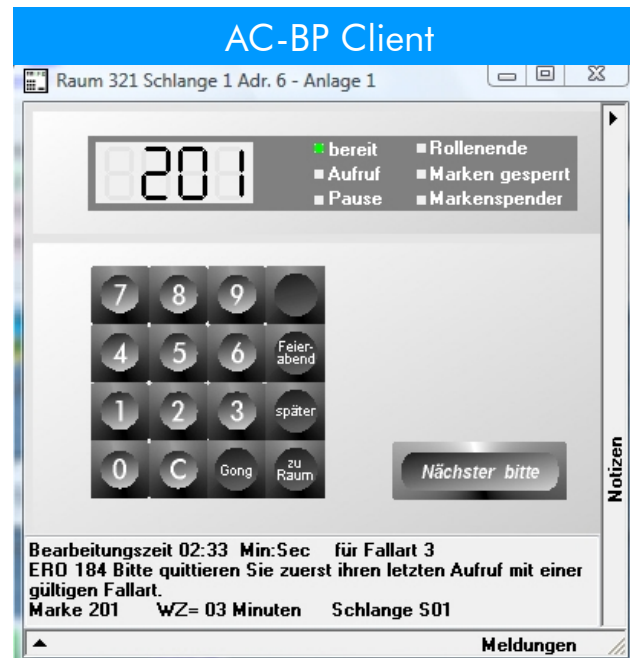 AC-BP Client
Raum 321 Schlange 1 Adr. 6 - Anlage 1
201
bereit
Rollenende
Aufruf
Marken gesperrt
Pause
Markenspender
7 8 9
4 5 6 Feier-
abend
1 2 3 später
0 C Gong zu
Raum
Nächster bitte
Notizen
Bearbeitungszeit 02:33 Min:Sec für Fallart 3
ERO 184 Bitte quittieren Sie zuerst ihren letzten Aufruf mit einer
gültigen Fallart.
Marke 201 WZ= 03 Minuten Schlange S01
Meldungen